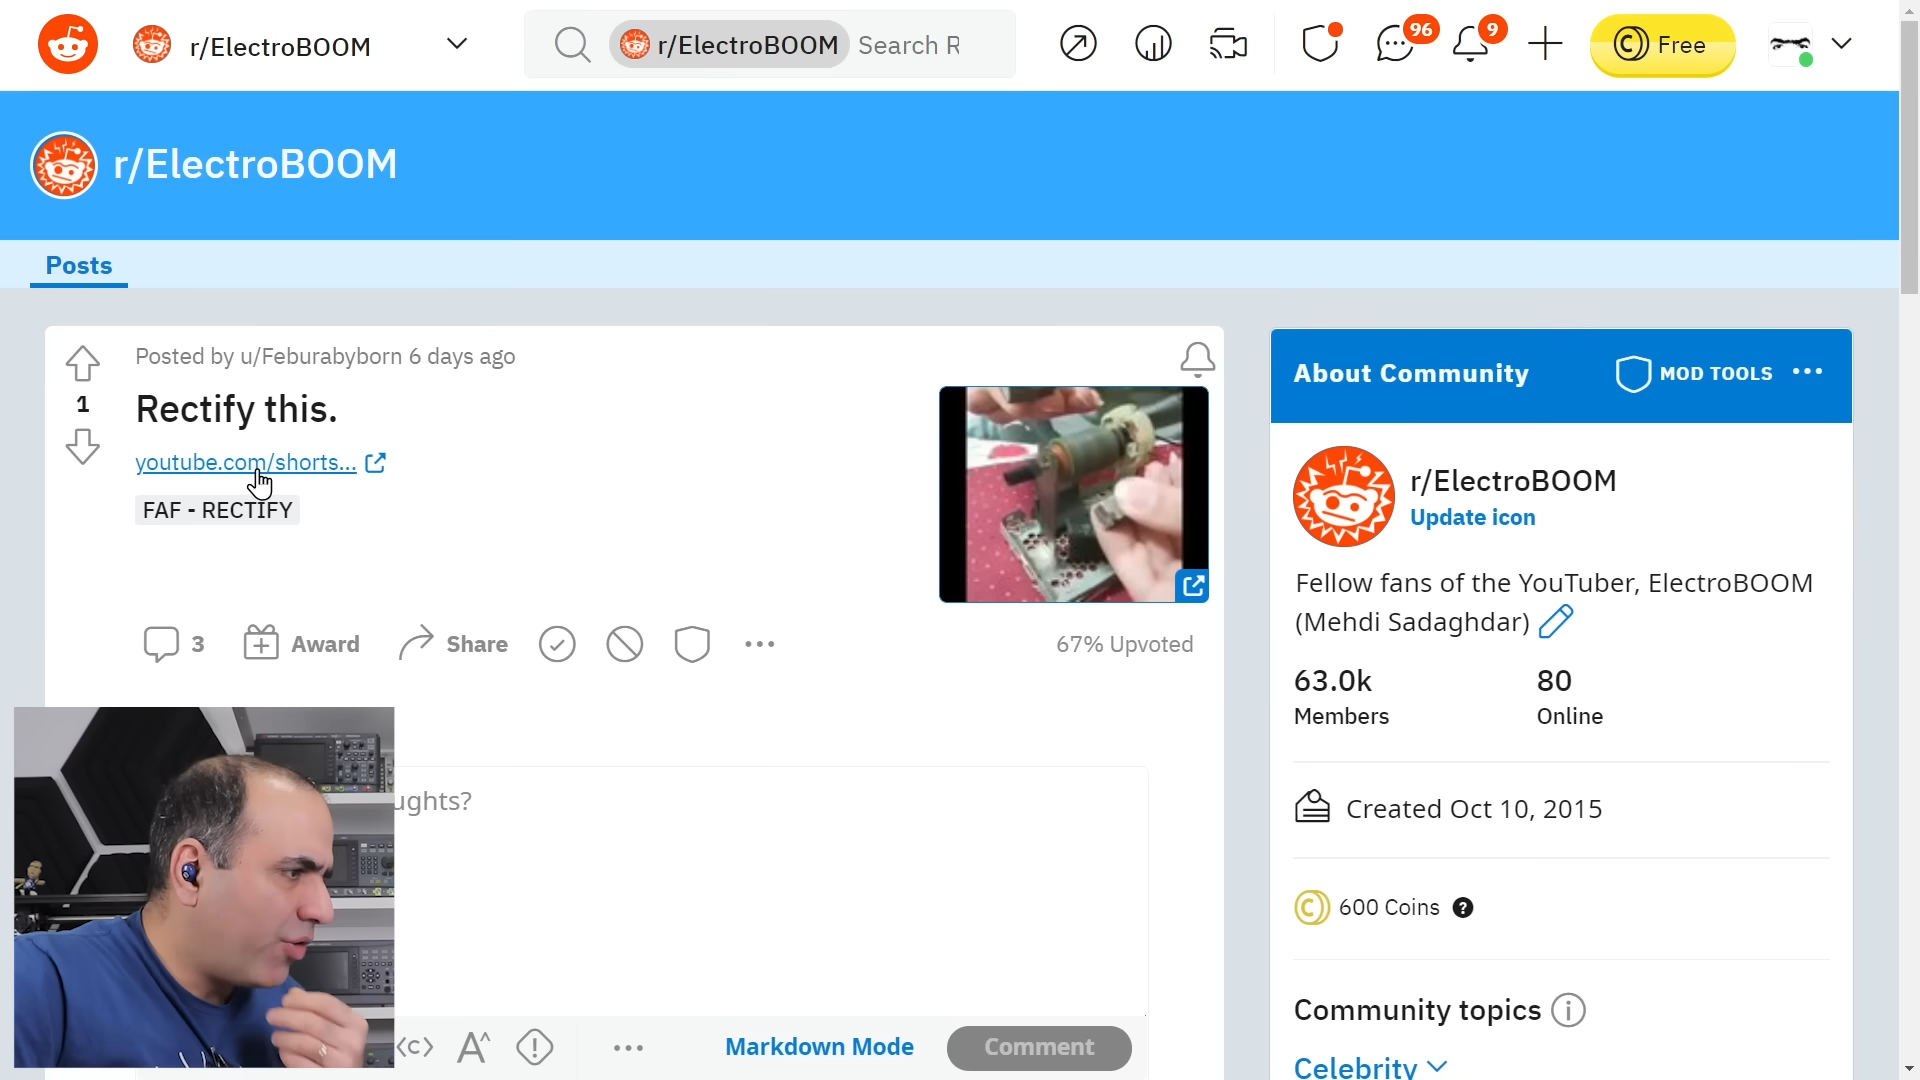 r/ElectroBOOM
r/ElectroBOOM Search R
96
9
Free
r/ElectroBOOM
Posts
Posted by u/Feburabyborn 6 days ago
1
Rectify this.
youtube.com/shorts...
FAF - RECTIFY
3 Award Share
67% Upvoted
ughts?
Markdown Mode Comment
About Community
MOD TOOLS
r/ElectroBOOM
Update icon
Fellow fans of the YouTuber, ElectroBOOM
(Mehdi Sadaghdar)
63.0k 80
Members Online
Created Oct 10, 2015
600 Coins
Community topics
Celebrity